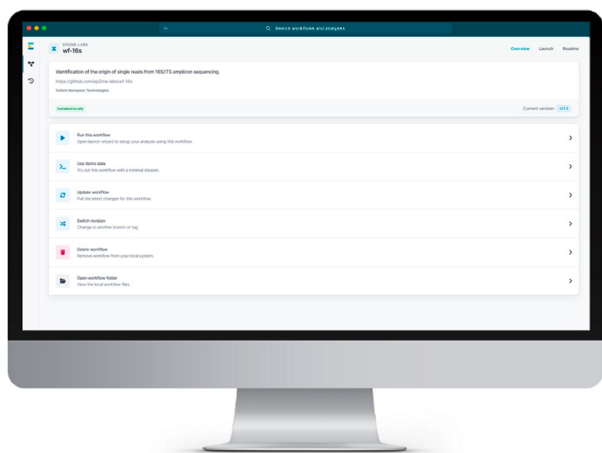 Search workflows and analyses
EPI2ME LABS
wf-16s
Overview Launch Readme
Identification of the origin of single reads from 16S/ITS amplicon sequencing.
https://github.com/epi2me-labs/wf-16s
Oxford Nanopore Technologies
Installed locally
Current version:
Run this workflow
Open launch wizard to setup your analysis using this workflow.
Use demo data
Try out this workflow with a minimal dataset.
Update workflow
Pull the latest changes for this workflow.
Switch revision
Change to another branch or tag.
Delete workflow
Remove workflow from your local system.
Open workflow folder
View the local workflow files.